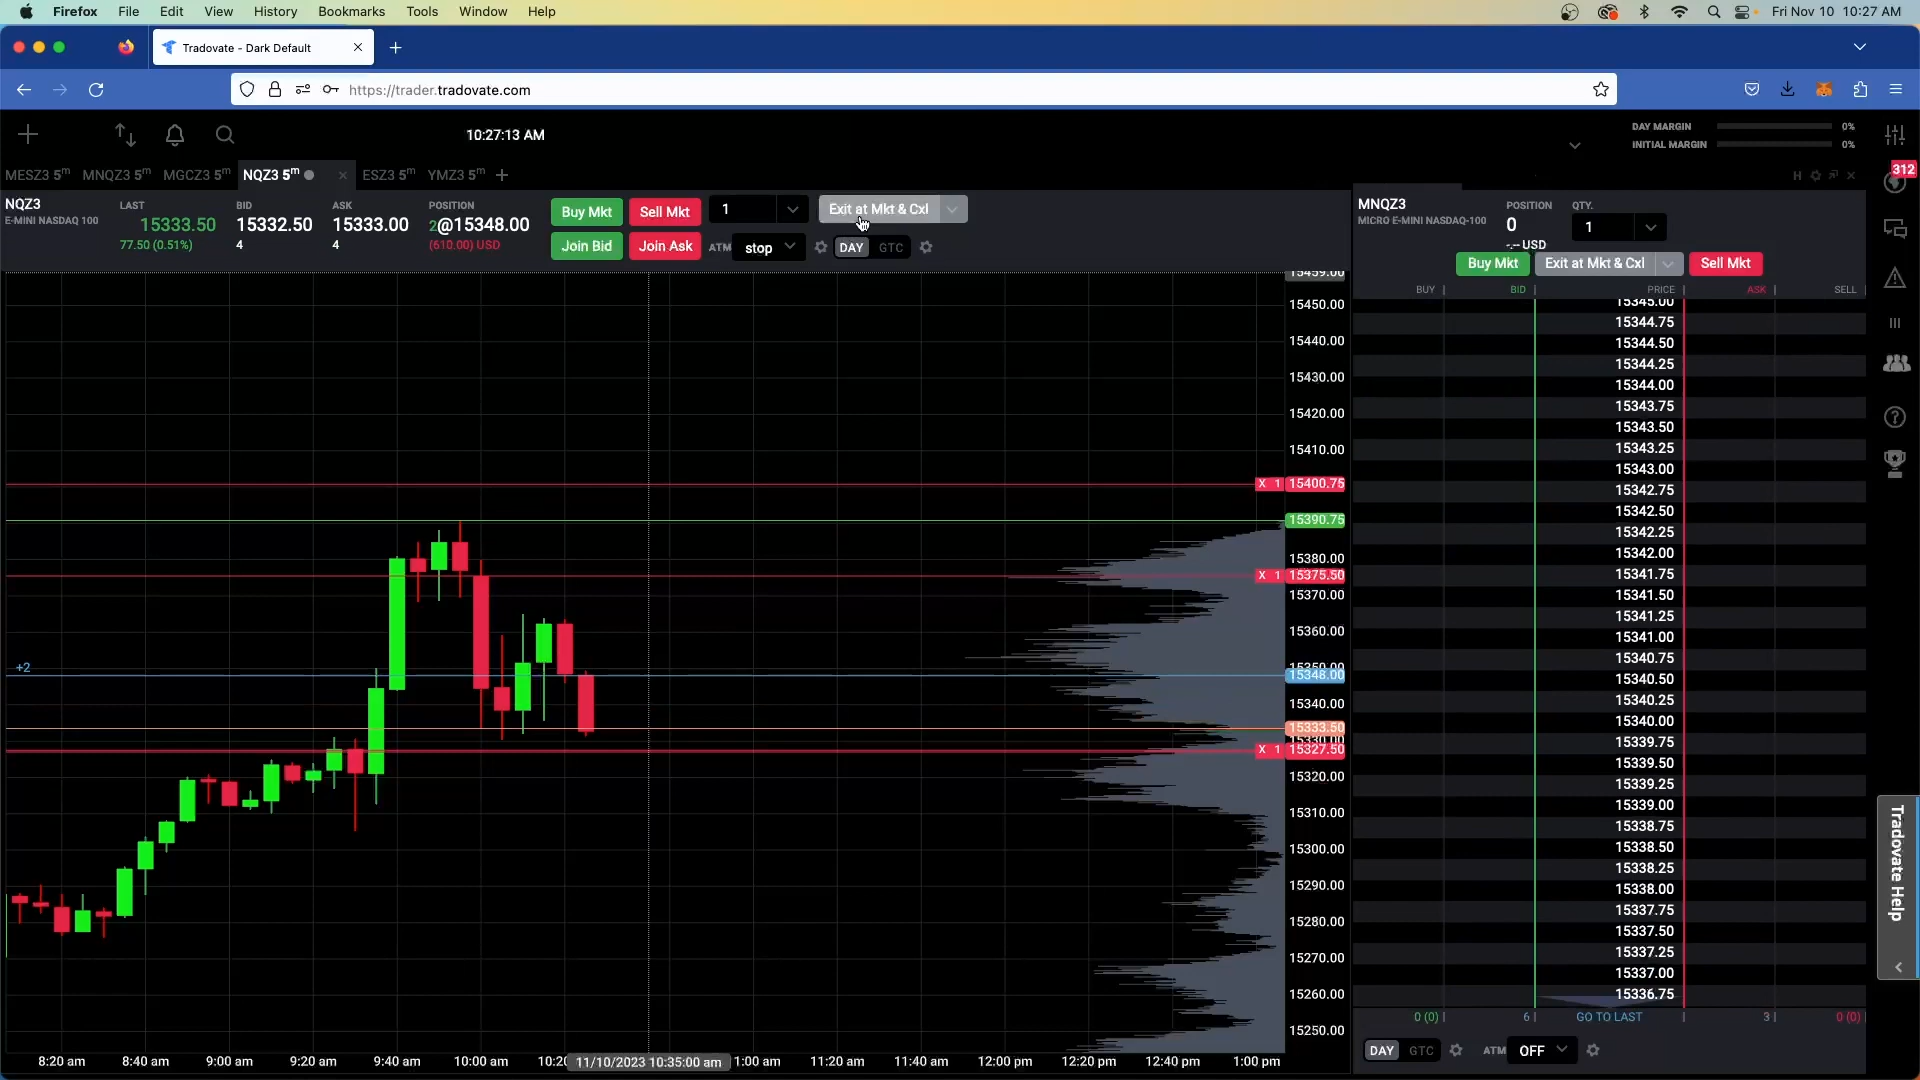 Firefox File Edit View History Bookmarks Tools Window Help Fri Nov 10 10:27 AM
Tradovate - Dark Default
https://trader.tradovate.com
10:27:13 AM
DAY MARGIN 0%
INITIAL MARGIN 0%
312
MESZ3 5m MNQZ3 5m MGCZ3 5m NQZ3 5m ESZ3 5m YMZ3 5m
NQZ3
E-MINI NASDAQ 100
LAST
15333.50
77.50 (0.51%)
BID
15332.50
4
ASK
15333.00
4
POSITION
2@15348.00
(610.00) USD
Buy Mkt Sell Mkt 1 Exit at Mkt & Cxl
Join Bid Join Ask ATM stop DAY GTC
15459.00
15450.00
15440.00
15430.00
15420.00
15410.00
X 1 15400.75
15390.75
15380.00
X 1 15375.50
15370.00
15360.00
+2
15350.00
15348.00
15340.00
15333.50
15330.00
X 1 15327.50
15320.00
15310.00
15300.00
15290.00
15280.00
15270.00
15260.00
15250.00
8:20 am 8:40 am 9:00 am 9:20 am 9:40 am 10:00 am 10:20 11/10/2023 10:35:00 am 1:00 am 11:20 am 11:40 am 12:00 pm 12:20 pm 12:40 pm 1:00 pm
H
MNQZ3
MICRO E-MINI NASDAQ-100
POSITION
0
-.-- USD
QTY.
1
Buy Mkt Exit at Mkt & Cxl Sell Mkt
BUY BID PRICE ASK SELL
15345.00
15344.75
15344.50
15344.25
15344.00
15343.75
15343.50
15343.25
15343.00
15342.75
15342.50
15342.25
15342.00
15341.75
15341.50
15341.25
15341.00
15340.75
15340.50
15340.25
15340.00
15339.75
15339.50
15339.25
15339.00
15338.75
15338.50
15338.25
15338.00
15337.75
15337.50
15337.25
15337.00
15336.75
0 (0) 6 GO TO LAST 3 0 (0)
DAY GTC ATM OFF
Tradovate Help